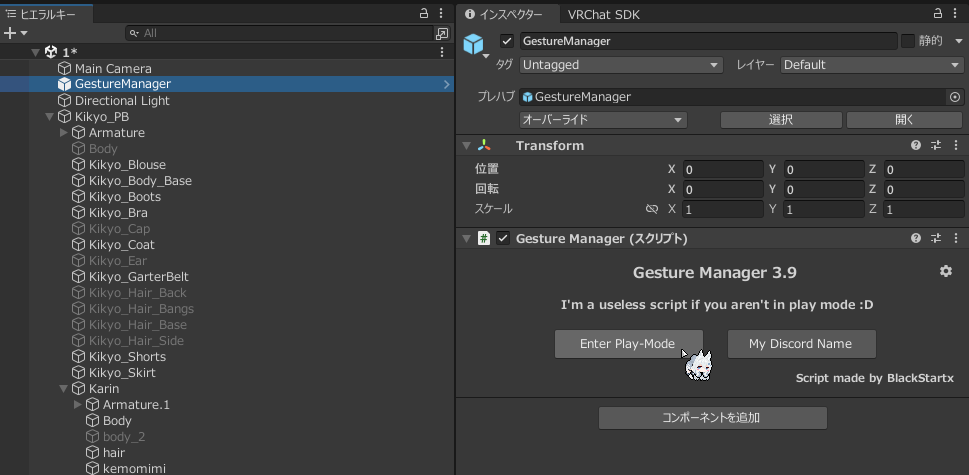 ヒエラルキー
All
1*
Main Camera
GestureManager
Directional Light
Kikyo_PB
Armature
Body
Kikyo_Blouse
Kikyo_Body_Base
Kikyo_Boots
Kikyo_Bra
Kikyo_Cap
Kikyo_Coat
Kikyo_Ear
Kikyo_GarterBelt
Kikyo_Hair_Back
Kikyo_Hair_Bangs
Kikyo_Hair_Base
Kikyo_Hair_Side
Kikyo_Shorts
Kikyo_Skirt
Karin
Armature.1
Body
body_2
hair
kemomimi
インスペクター VRChat SDK
GestureManager 静的
タグ Untagged レイヤー Default
プレハブ GestureManager
オーバーライド 選択 開く
Transform
位置 X 0 Y 0 Z 0
回転 X 0 Y 0 Z 0
スケール X 1 Y 1 Z 1
# Gesture Manager (スクリプト)
Gesture Manager 3.9
I'm a useless script if you aren't in play mode :D
Enter Play-Mode My Discord Name
Script made by BlackStartx
コンポーネントを追加